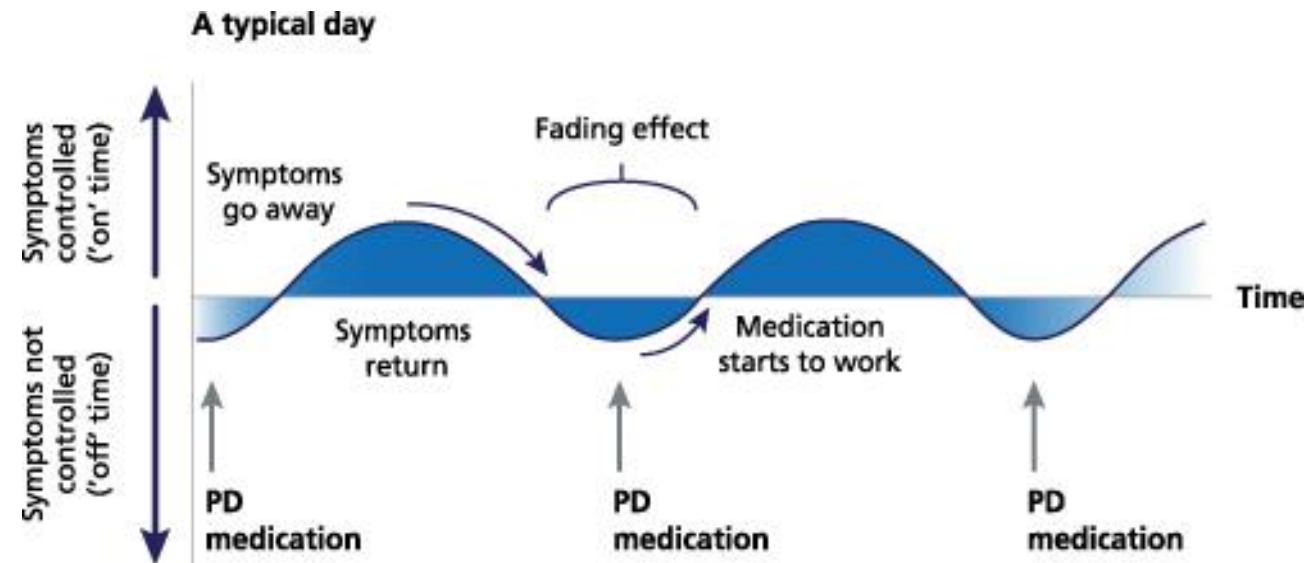 A typical day
Symptoms
controlled
('on' time)
Symptoms not
controlled
('off' time)
Symptoms
go away
Fading effect
Time
Symptoms
return
Medication
starts to work
PD
medication
PD
medication
PD
medication